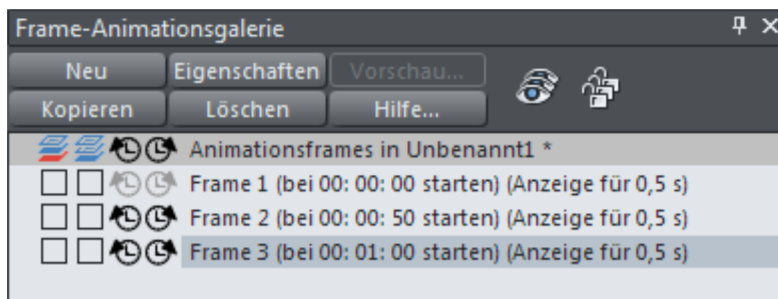 Frame-Animationsgalerie
Neu Eigenschaften Vorschau...
Kopieren Löschen Hilfe...
Animationsframes in Unbenannt1 *
Frame 1 (bei 00: 00: 00 starten) (Anzeige für 0,5 s)
Frame 2 (bei 00: 00: 50 starten) (Anzeige für 0,5 s)
Frame 3 (bei 00: 01: 00 starten) (Anzeige für 0,5 s)